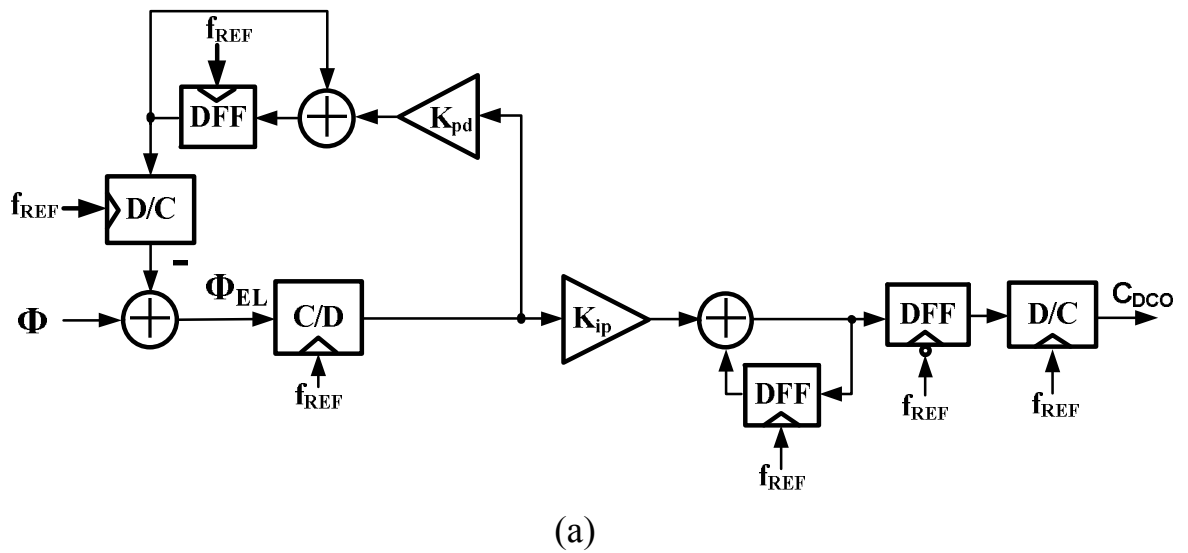 f_REF
DFF
K_pd
f_REF
D/C
-
Φ
Φ_EL
C/D
f_REF
K_ip
DFF
f_REF
DFF
f_REF
D/C
f_REF
C_DCO
(a)